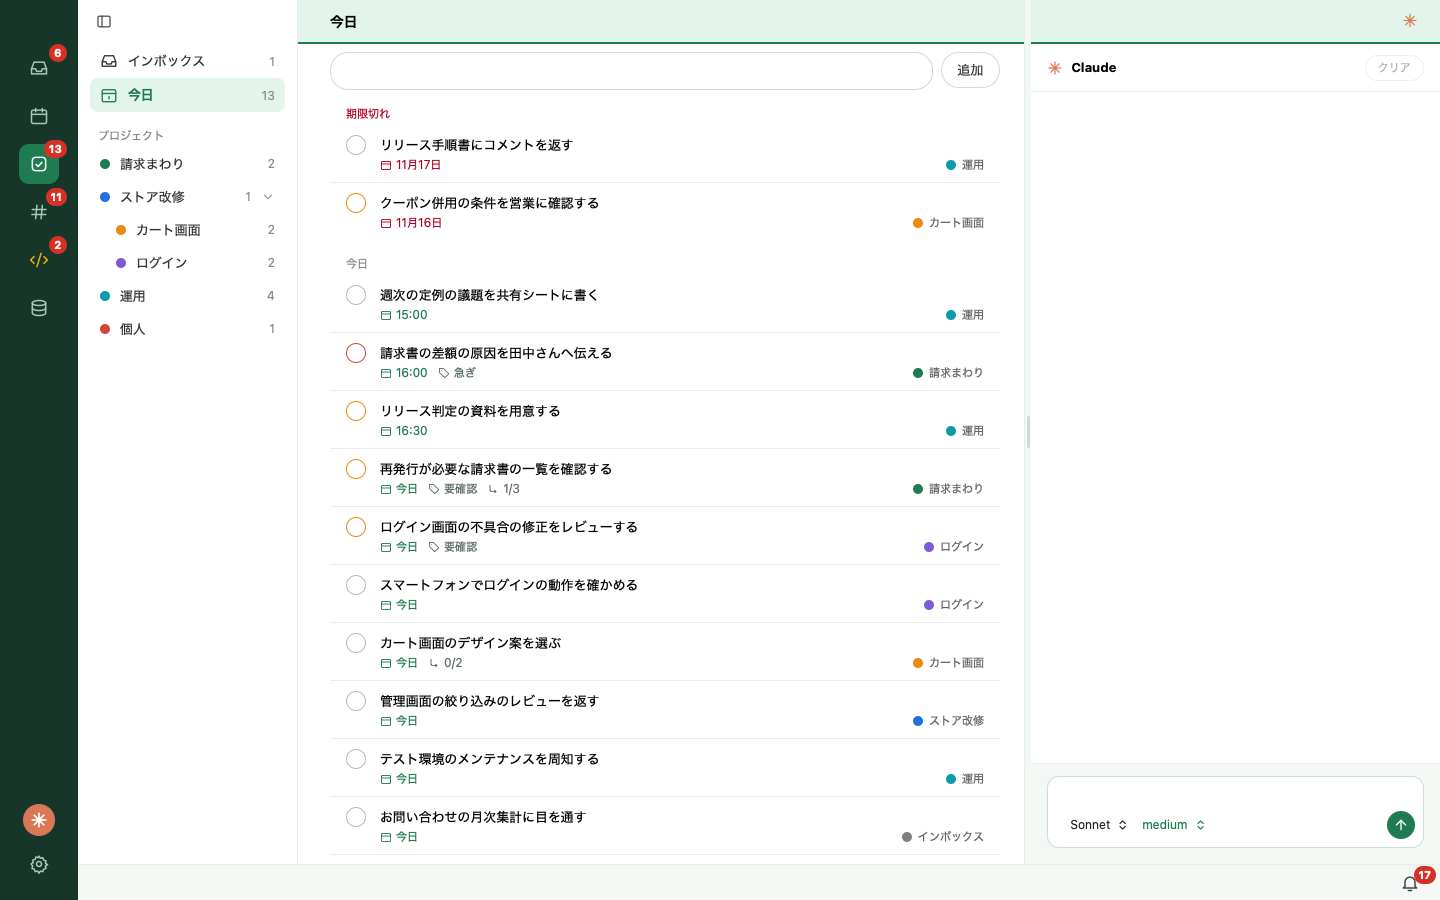 6
13
11
2
インボックス 1
今日 13
プロジェクト
請求まわり 2
ストア改修 1
カート画面 2
ログイン 2
運用 4
個人 1
今日
追加
期限切れ
リリース手順書にコメントを返す
11月17日 運用
クーポン併用の条件を営業に確認する
11月16日 カート画面
今日
週次の定例の議題を共有シートに書く
15:00 運用
請求書の差額の原因を田中さんへ伝える
16:00 急ぎ 請求まわり
リリース判定の資料を用意する
16:30 運用
再発行が必要な請求書の一覧を確認する
今日 要確認 1/3 請求まわり
ログイン画面の不具合の修正をレビューする
今日 要確認 ログイン
スマートフォンでログインの動作を確かめる
今日 ログイン
カート画面のデザイン案を選ぶ
今日 0/2 カート画面
管理画面の絞り込みのレビューを返す
今日 ストア改修
テスト環境のメンテナンスを周知する
今日 運用
お問い合わせの月次集計に目を通す
今日 インボックス
Claude クリア
Sonnet medium
17